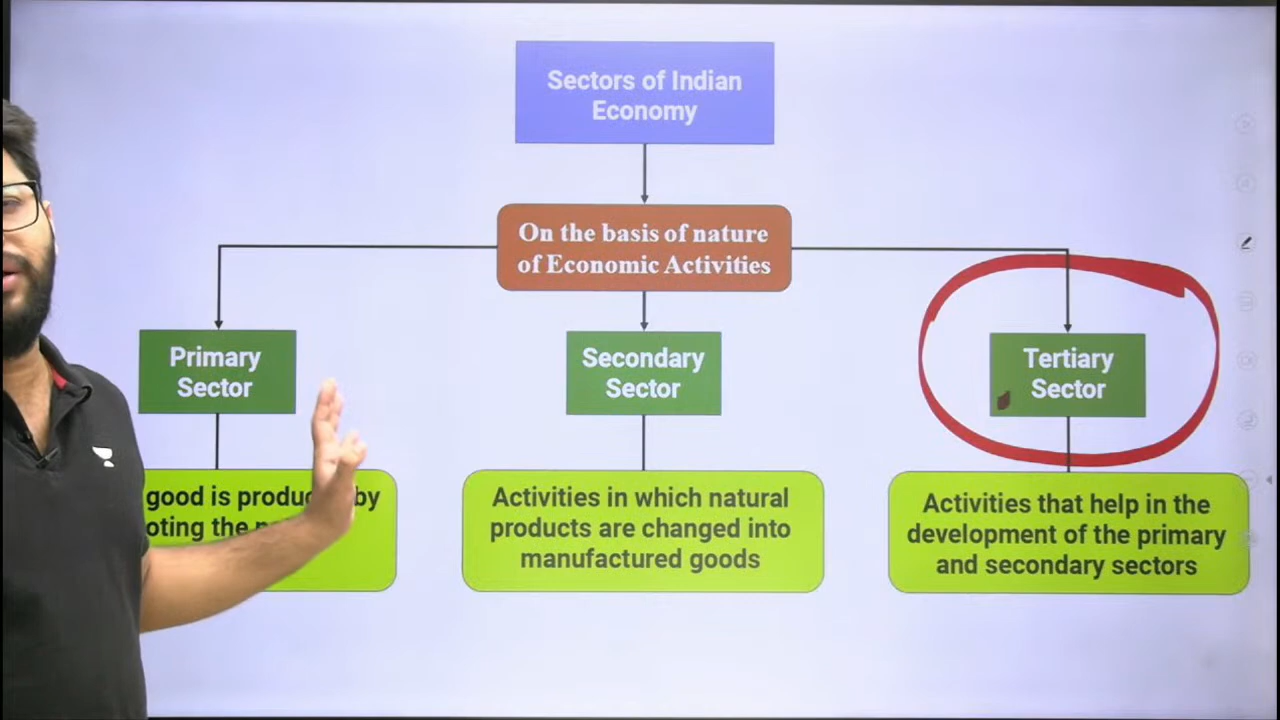 Sectors of Indian
Economy
On the basis of nature
of Economic Activities
Primary
Sector
Secondary
Sector
Tertiary
Sector
good is by
the
Activities in which natural
products are changed into
manufactured goods
Activities that help in the
development of the primary
and secondary sectors